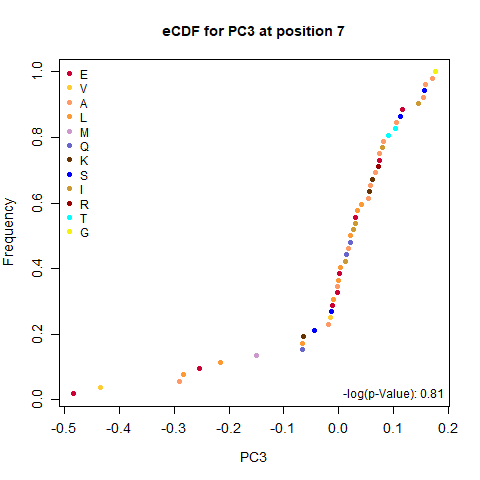 eCDF for PC3 at position 7
1.0
0.8
0.6
0.4
0.2
0.0
Frequency
E
V
A
L
M
Q
K
S
I
R
T
G
-log(p-Value): 0.81
-0.5 -0.4 -0.3 -0.2 -0.1 0.0 0.1 0.2
PC3